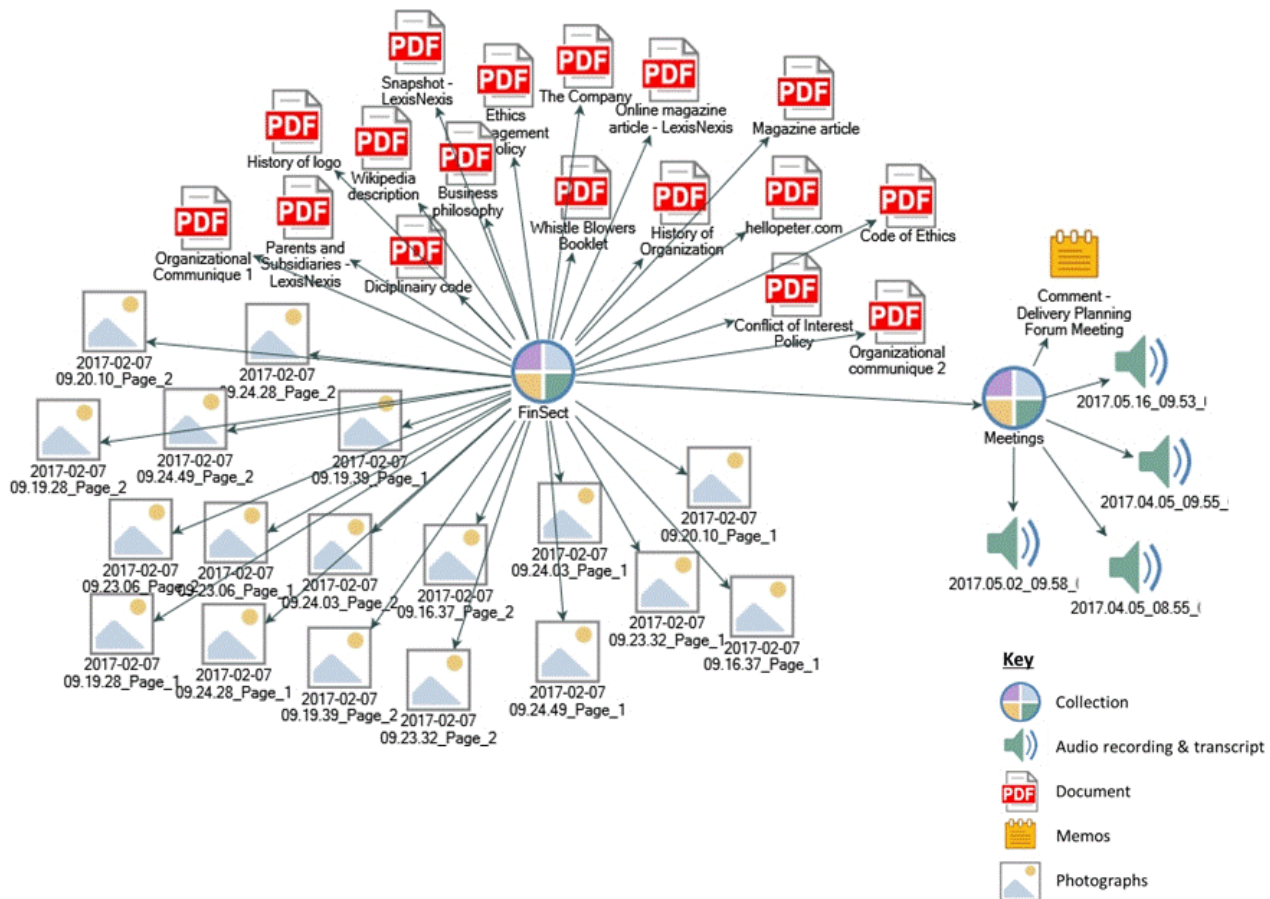 PDF
Snapshot -
LexisNexis
PDF
Ethics
agement
olicy
PDF
The Company
PDF
Online magazine
article - LexisNexis
PDF
Magazine article
PDF
History of logo
PDF
Wikipedia
description
PDF
Business
philosophy
PDF
Whistle Blowers
Booklet
PDF
History of
Organization
PDF
hellopeter.com
PDF
Code of Ethics
PDF
Organizational
Communique 1
PDF
Parents and
Subsidiaries -
LexisNexis
PDF
Diciplinairy code
PDF
Conflict of Interest
Policy
PDF
Organizational
communique 2
Comment -
Delivery Planning
Forum Meeting
2017-02-07
09.20.10_Page_2
2017-02-07
09.24.28_Page_2
FinSect
Meetings
2017.05.16_09.53_
2017-02-07
09.19.28_Page_2
2017-02-07
09.24.49_Page_2
2017-02-07
09.19.39_Page_1
2017.04.05_09.55_
2017-02-07
09.20.10_Page_1
2017-02-07
09.23.06_Page_2
2017-02-07
09.23.06_Page_1
2017-02-07
09.24.03_Page_2
2017-02-07
09.16.37_Page_2
2017-02-07
09.24.03_Page_1
2017.05.02_09.58_
2017.04.05_08.55_
2017-02-07
09.23.32_Page_1
2017-02-07
09.16.37_Page_1
2017-02-07
09.19.28_Page_1
2017-02-07
09.24.28_Page_1
2017-02-07
09.19.39_Page_2
2017-02-07
09.23.32_Page_2
2017-02-07
09.24.49_Page_1
Key
Collection
Audio recording & transcript
PDF
Document
Memos
Photographs